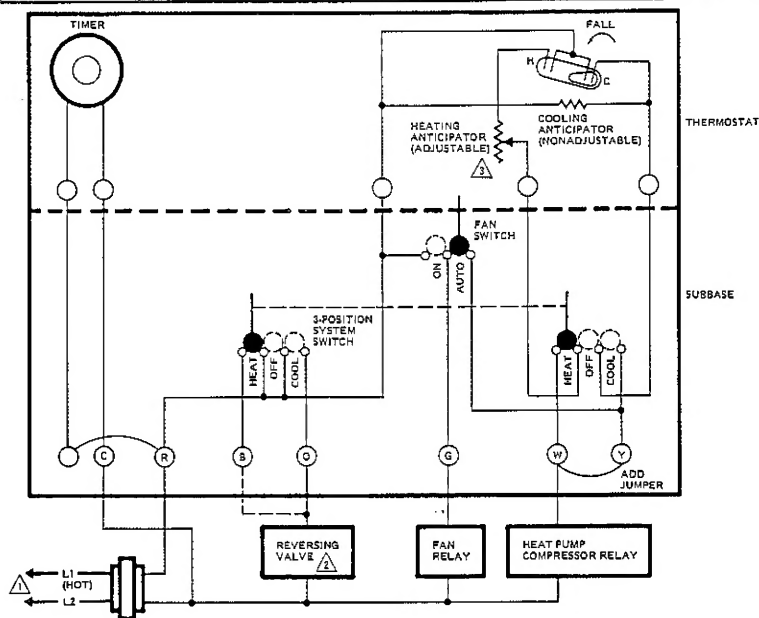 TIMER
FALL
H
C
HEATING
ANTICIPATOR
(ADJUSTABLE)
3
COOLING
ANTICIPATOR
(NONADJUSTABLE)
THERMOSTAT
FAN
SWITCH
ON
AUTO
SUBBASE
3-POSITION
SYSTEM
SWITCH
HEAT
OFF
COOL
HEAT
OFF
COOL
C
R
B
O
G
W
Y
ADD
JUMPER
REVERSING
VALVE
2
FAN
RELAY
HEAT PUMP
COMPRESSOR RELAY
1
L1
(HOT)
L2